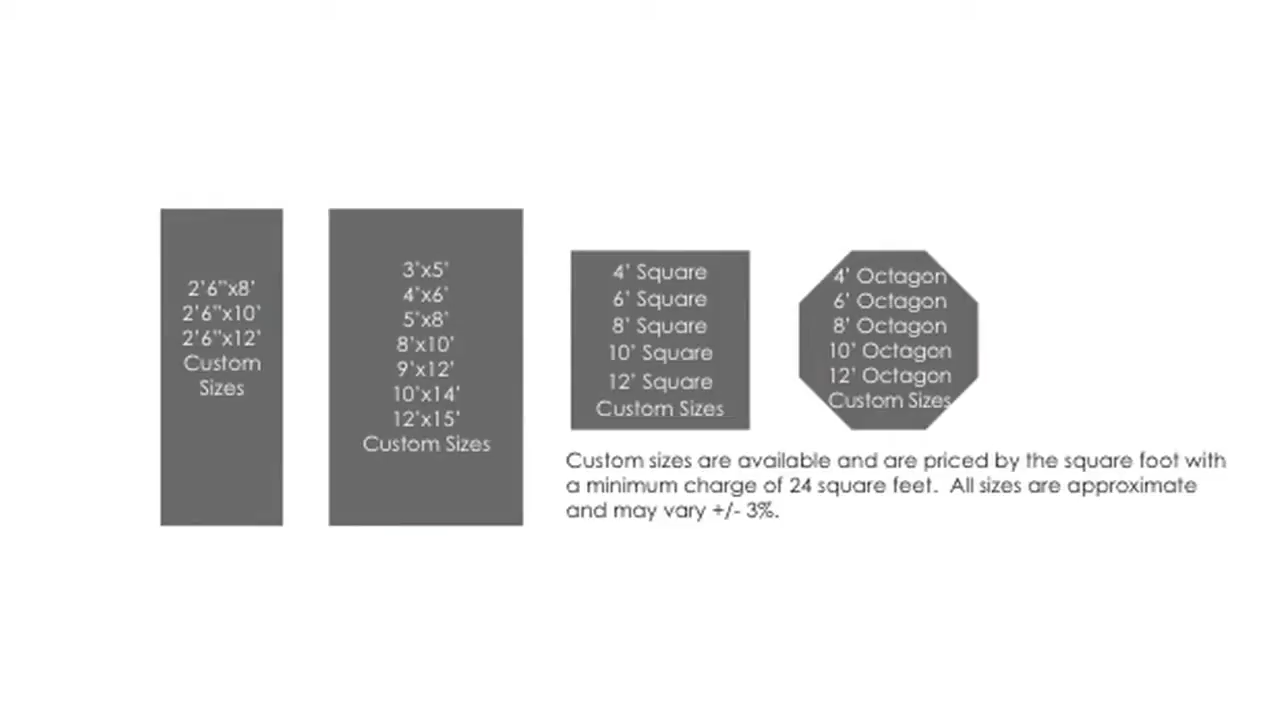 2'6"x8'
2'6"x10'
2'6"x12'
Custom
Sizes
3'x5'
4'x6'
5'x8'
8'x10'
9'x12'
10'x14'
12'x15'
Custom Sizes
4' Square
6' Square
8' Square
10' Square
12' Square
Custom Sizes
4' Octagon
6' Octagon
8' Octagon
10' Octagon
12' Octagon
Custom Sizes
Custom sizes are available and are priced by the square foot with
a minimum charge of 24 square feet.  All sizes are approximate
and may vary +/- 3%.